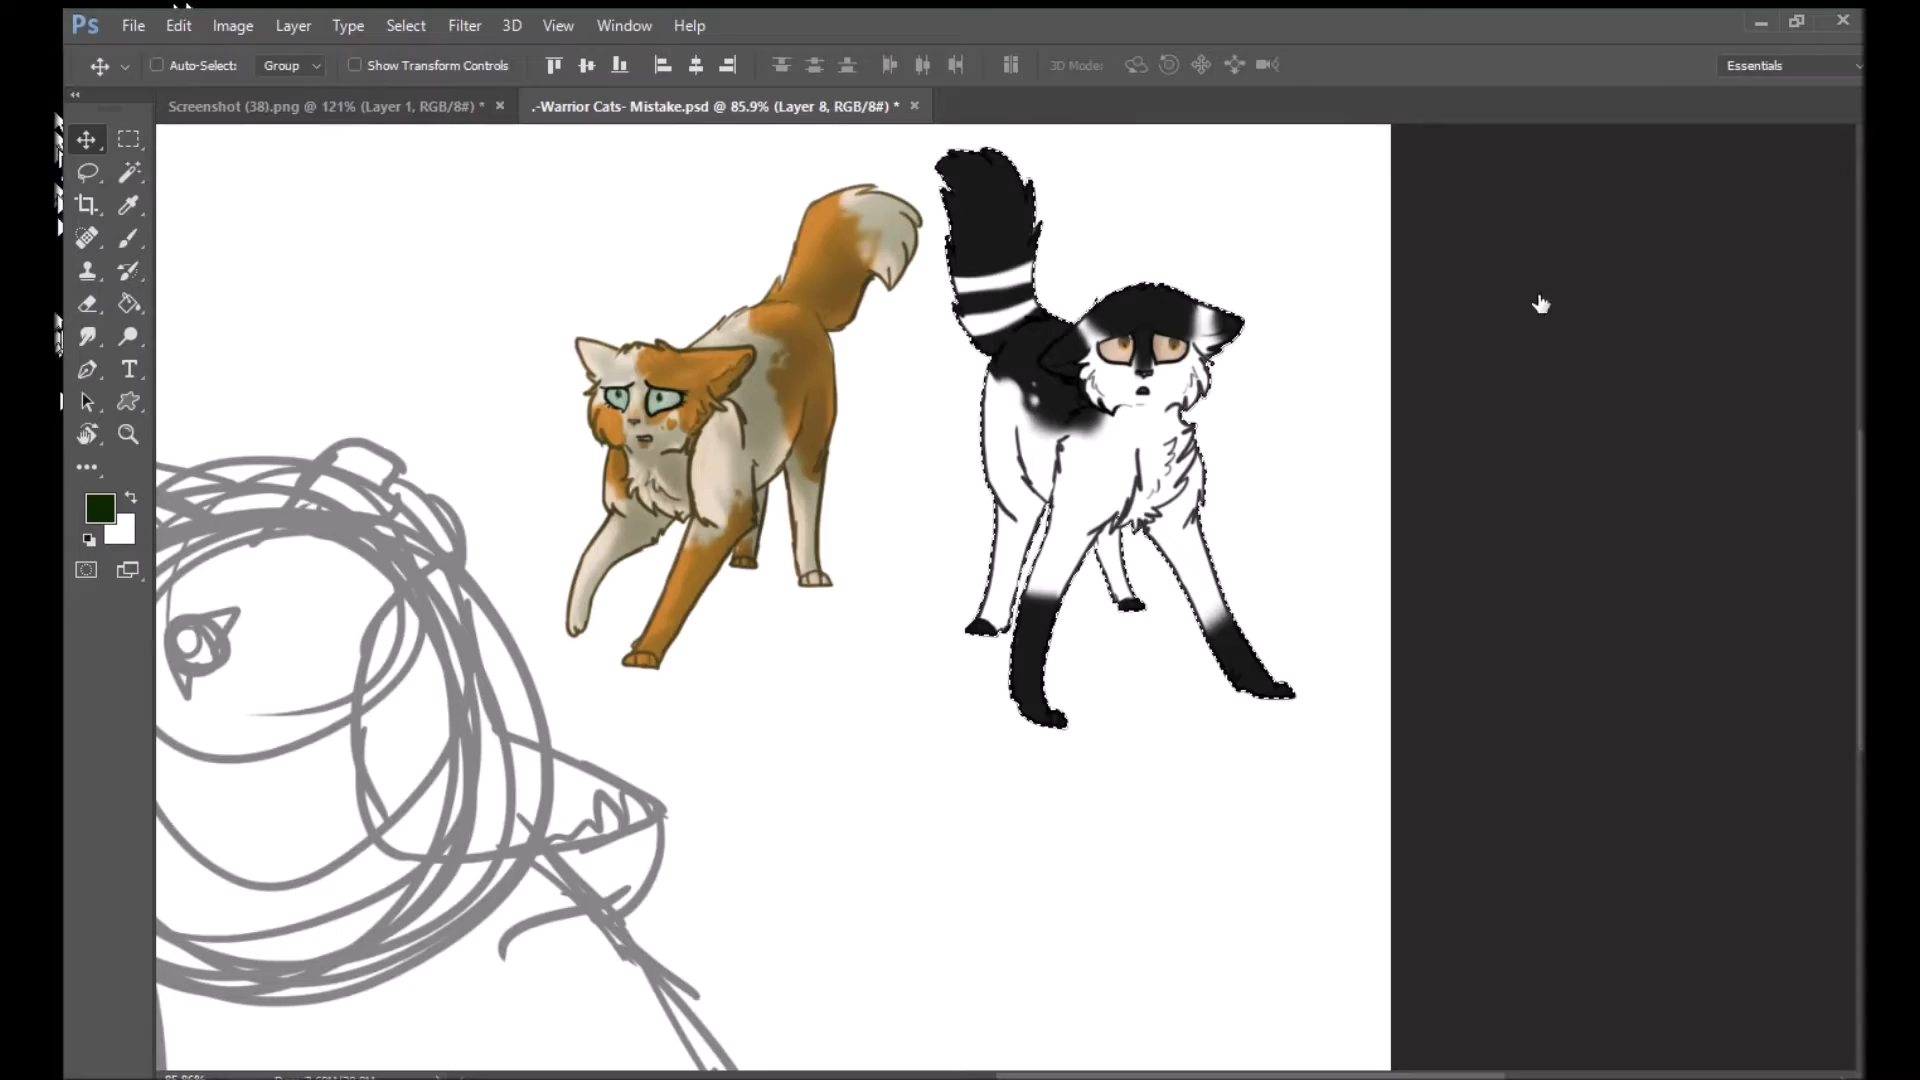 Ps File Edit Image Layer Type Select Filter 3D View Window Help
Auto-Select: Group Show Transform Controls 3D Mode: Essentials
Screenshot (38).png @ 121% (Layer 1, RGB/8#) * .-Warrior Cats- Mistake.psd @ 85.9% (Layer 8, RGB/8#) *
T